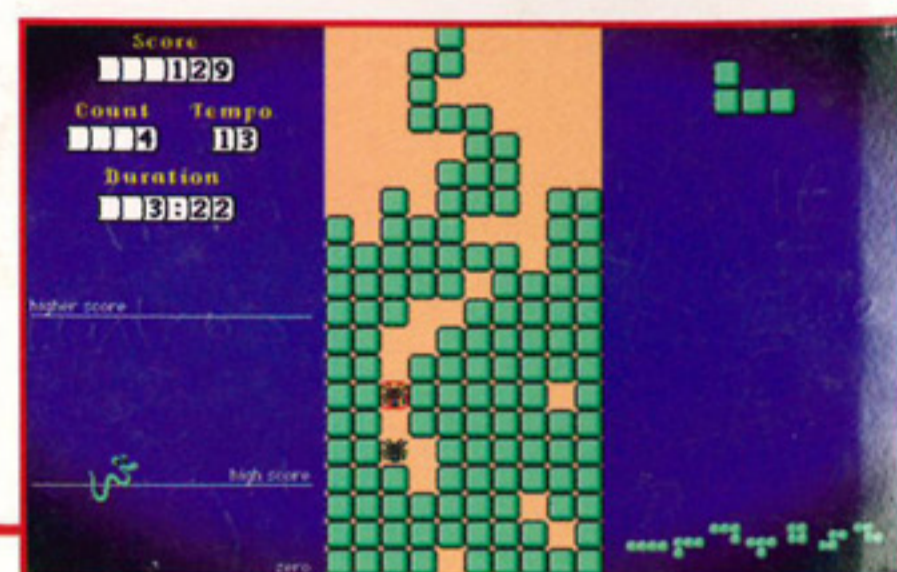 Score
129
Count Tempo
4 13
Duration
3:22
higher score
high score
zero